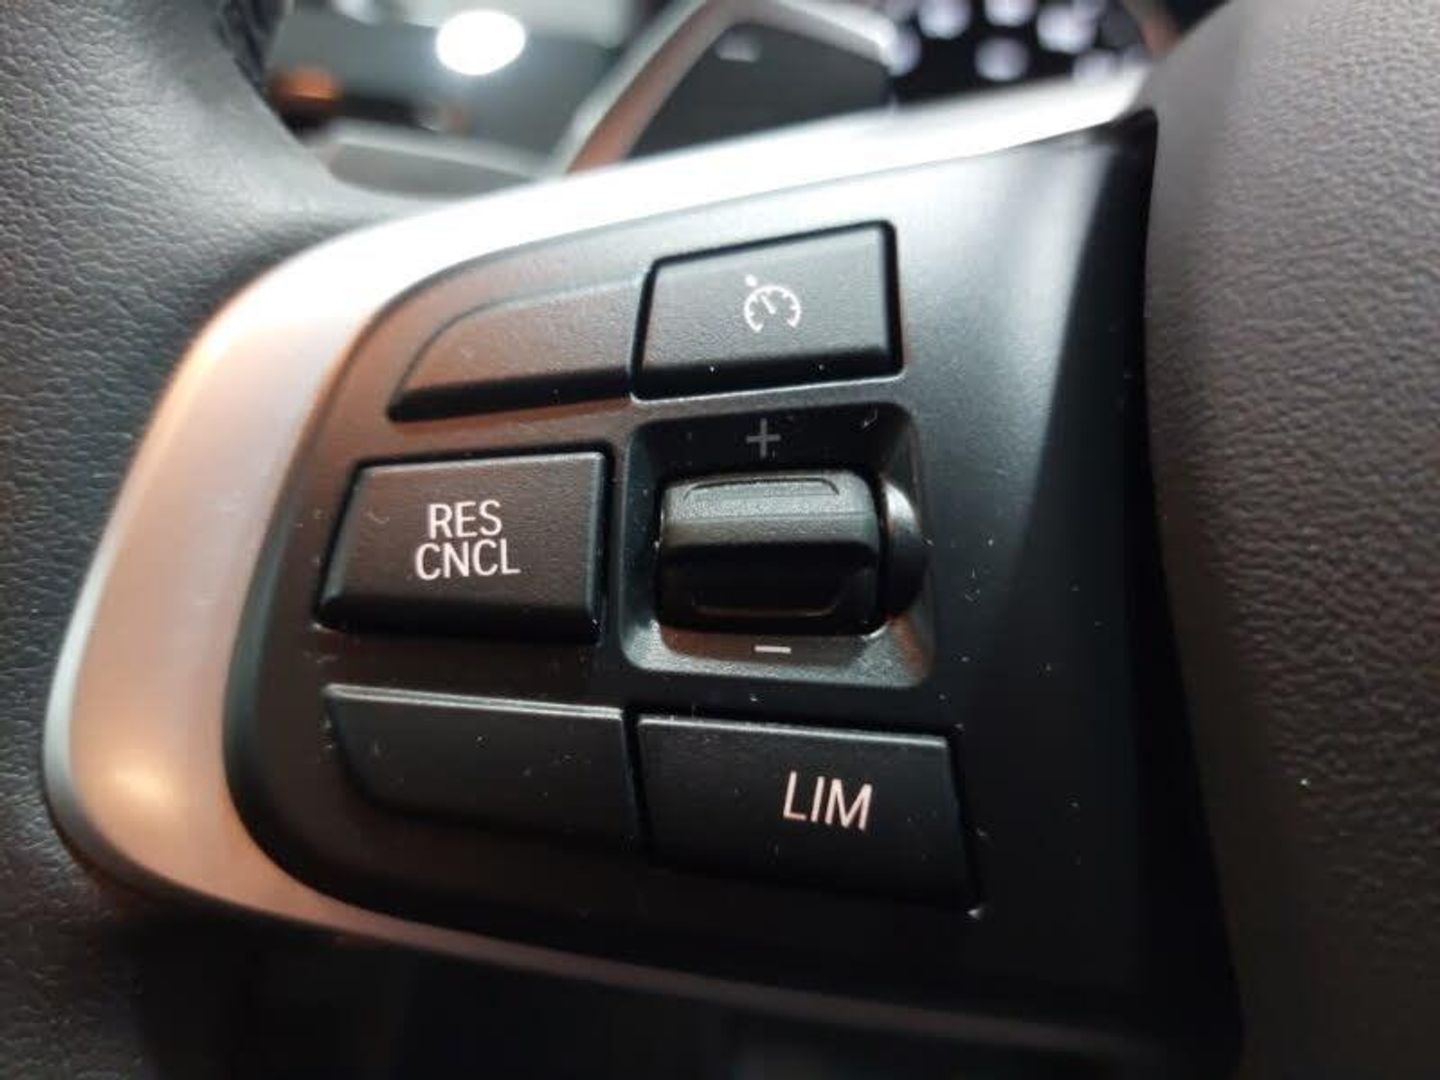 +
RES
CNCL
−
LIM